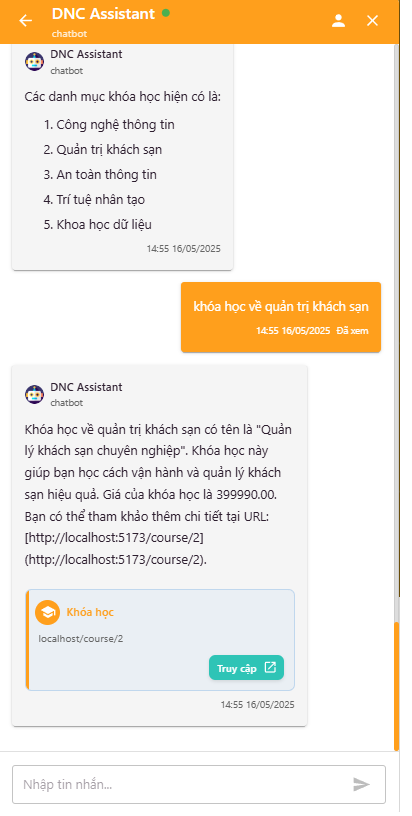 DNC Assistant
chatbot
DNC Assistant
chatbot
Các danh mục khóa học hiện có là:
1. Công nghệ thông tin
2. Quản trị khách sạn
3. An toàn thông tin
4. Trí tuệ nhân tạo
5. Khoa học dữ liệu
14:55 16/05/2025
khóa học về quản trị khách sạn
14:55 16/05/2025 Đã xem
DNC Assistant
chatbot
Khóa học về quản trị khách sạn có tên là "Quản
lý khách sạn chuyên nghiệp". Khóa học này
giúp bạn học cách vận hành và quản lý khách
sạn hiệu quả. Giá của khóa học là 399990.00.
Bạn có thể tham khảo thêm chi tiết tại URL:
[http://localhost:5173/course/2]
(http://localhost:5173/course/2).
Khóa học
localhost/course/2
Truy cập
14:55 16/05/2025
Nhập tin nhắn...